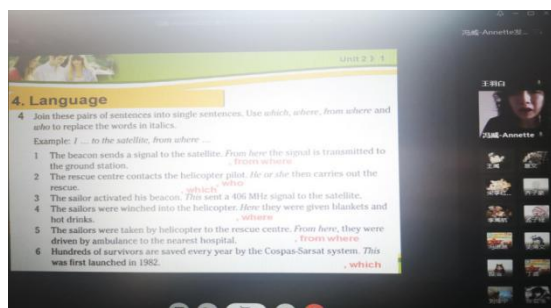 冯威-Annette
Unit 2 > 1
4. Language
王羽白
4 Join these pairs of sentences into single sentences. Use which, where, from where and
who to replace the words in italics.
Example: 1 ... to the satellite, from where ...
冯威-Annette
1 The beacon sends a signal to the satellite. From here the signal is transmitted to
the ground station.
, from where
2 The rescue centre contacts the helicopter pilot. He or she then carries out the
rescue.
, who
, which
3 The sailor activated his beacon. This sent a 406 MHz signal to the satellite.
4 The sailors were winched into the helicopter. Here they were given blankets and
hot drinks.
, where
5 The sailors were taken by helicopter to the rescue centre. From here, they were
driven by ambulance to the nearest hospital.
, from where
6 Hundreds of survivors are saved every year by the Cospas-Sarsat system. This
was first launched in 1982.
, which